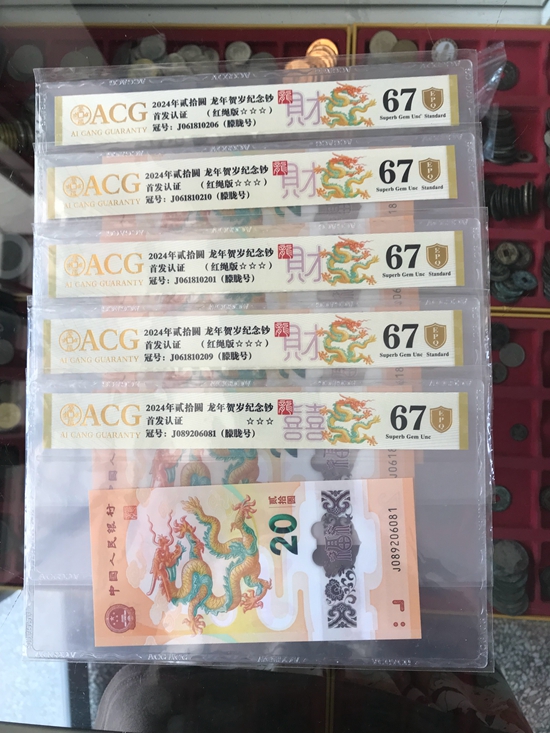 ACG
AI CANG GUARANTY
2024年贰拾圆 龙年贺岁纪念钞
首发认证 (红绳版☆☆☆)
冠号: J061810206 (朦胧号)
財
67
EPQ
Superb Gem Unc Standard
ACG
AI CANG GUARANTY
2024年贰拾圆 龙年贺岁纪念钞
首发认证 (红绳版☆☆☆)
冠号: J061810210 (朦胧号)
財
67
EPQ
Superb Gem Unc Standard
ACG
AI CANG GUARANTY
2024年贰拾圆 龙年贺岁纪念钞
首发认证 (红绳版☆☆☆)
冠号: J061810201 (朦胧号)
財
67
EPQ
Superb Gem Unc Standard
ACG
AI CANG GUARANTY
2024年贰拾圆 龙年贺岁纪念钞
首发认证 (红绳版☆☆☆)
冠号: J061810209 (朦胧号)
財
67
EPQ
Superb Gem Unc Standard
ACG
AI CANG GUARANTY
2024年贰拾圆 龙年贺岁纪念钞
首发认证 ☆☆☆
冠号: J089206081 (朦胧号)
囍
67
EPQ
Superb Gem Unc
中國人民銀行
贰拾圆
20
J089206081
ACG ACG